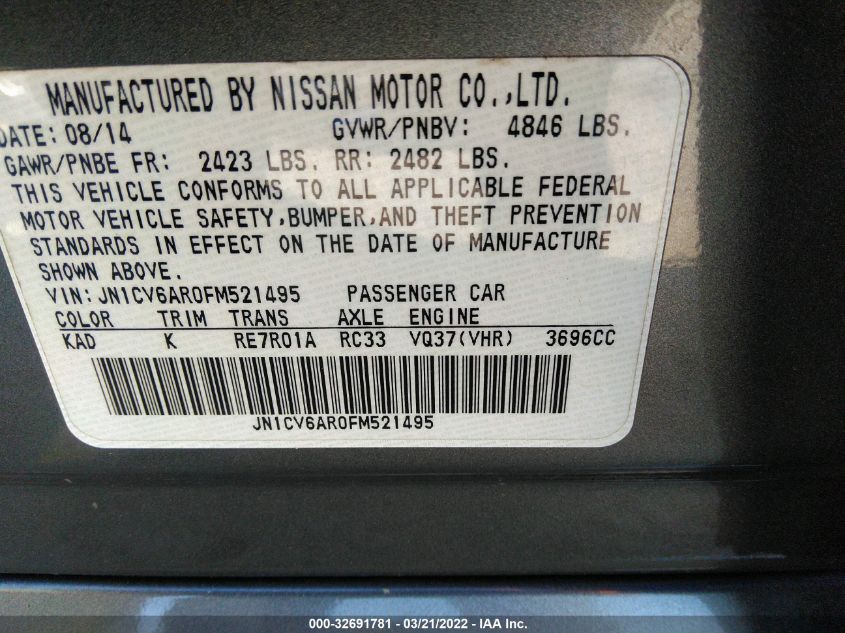 MANUFACTURED BY NISSAN MOTOR CO.,LTD.
DATE: 08/14 GVWR/PNBV: 4846 LBS.
GAWR/PNBE FR: 2423 LBS. RR: 2482 LBS.
THIS VEHICLE CONFORMS TO ALL APPLICABLE FEDERAL
MOTOR VEHICLE SAFETY,BUMPER,AND THEFT PREVENTION
STANDARDS IN EFFECT ON THE DATE OF MANUFACTURE
SHOWN ABOVE.
VIN: JN1CV6AR0FM521495 PASSENGER CAR
COLOR TRIM TRANS AXLE ENGINE
KAD K RE7R01A RC33 VQ37(VHR) 3696CC
JN1CV6AR0FM521495
000-32691781 - 03/21/2022 - IAA Inc.